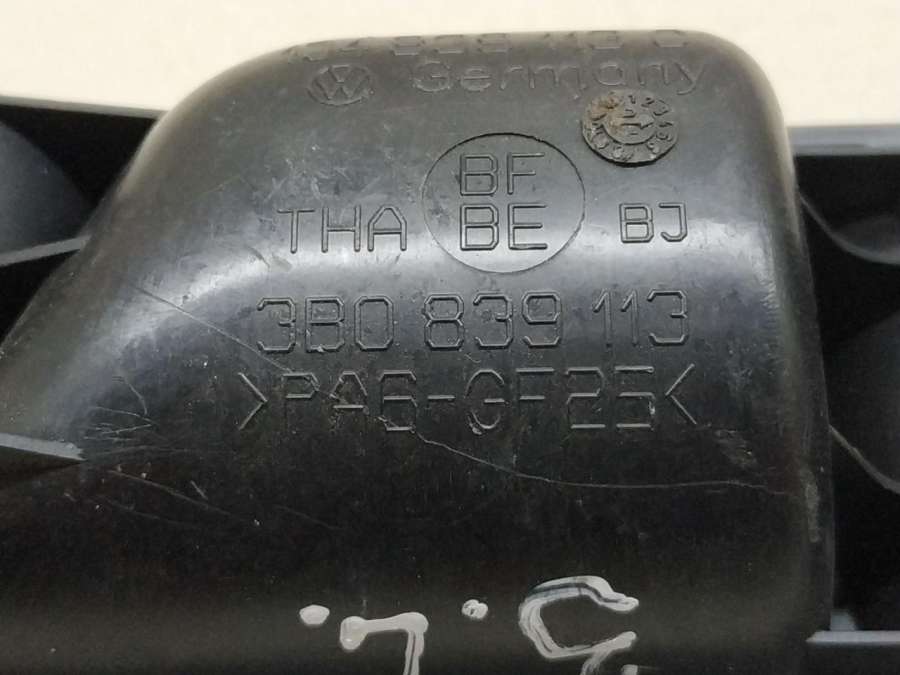 Germany
BF
THA BE BJ
3B0 839 113
>PA6-GF25<